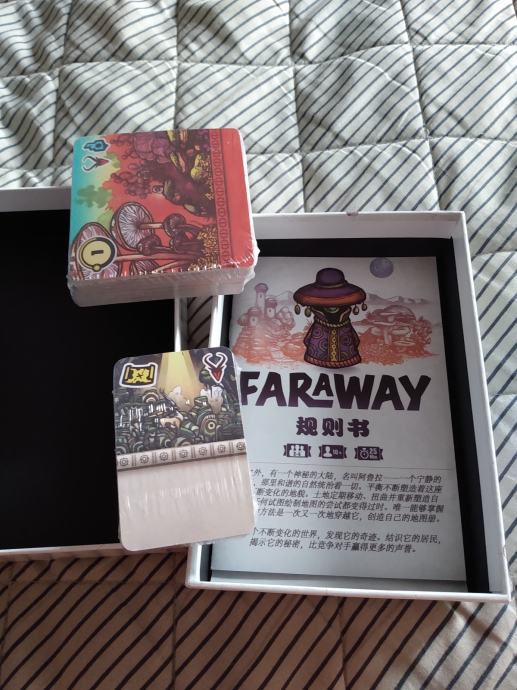 1
FARAWAY
规则书
10+
25
外，有一个神秘的大陆，名叫阿鲁拉——一个宁静的
，那里和谐的自然统治着一切。平衡不断塑造着这座
断变化的地貌。土地定期移动、扭曲并重新塑造自
何试图绘制地图的尝试都变得过时。唯一能够掌握
方法是一次又一次地穿越它，创造自己的地图册。
个不断变化的世界，发现它的奇迹。结识它的居民，
揭示它的秘密，比竞争对手赢得更多的声誉。